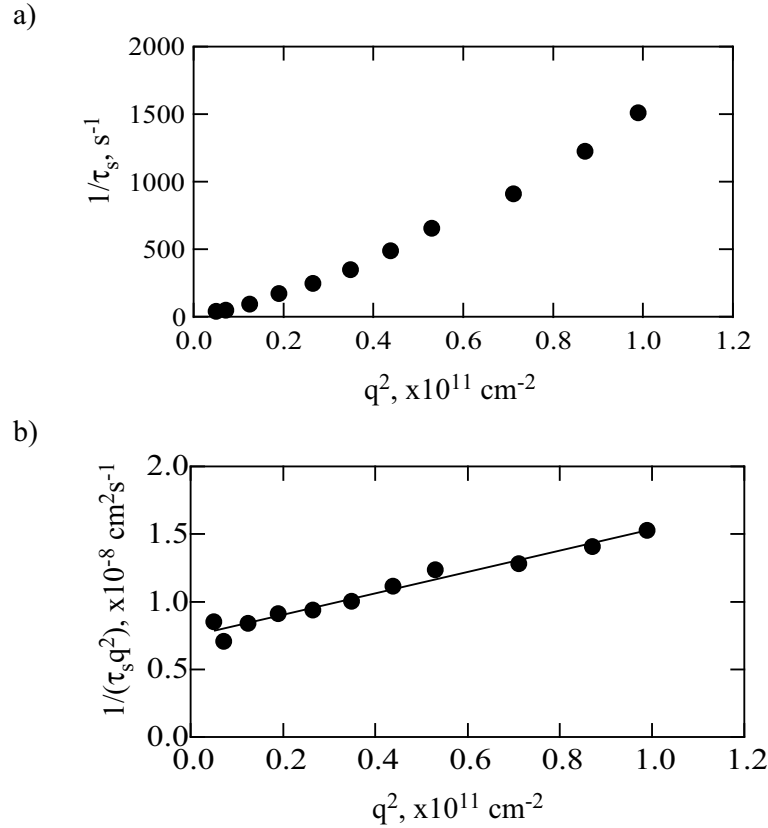 a)
2000
1500
1000
500
0
1/τₛ, s⁻¹
0.0 0.2 0.4 0.6 0.8 1.0 1.2
q², x10¹¹ cm⁻²
b)
2.0
1.5
1.0
0.5
0.0
1/(τₛq²), x10⁻⁸ cm²s⁻¹
0.0 0.2 0.4 0.6 0.8 1.0 1.2
q², x10¹¹ cm⁻²